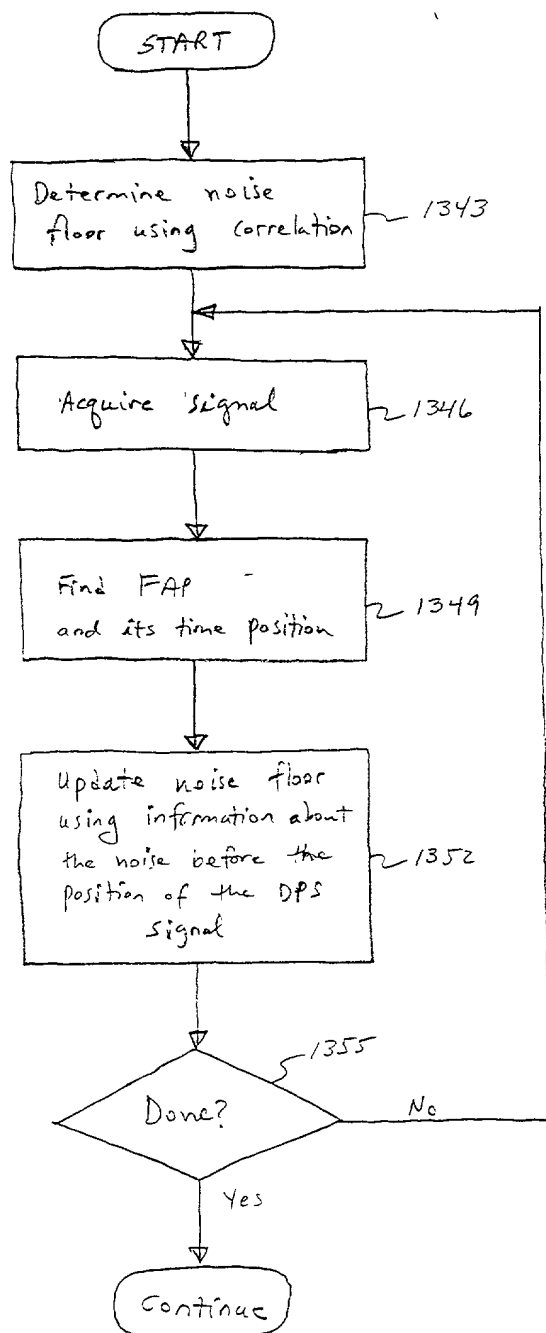 START
Determine noise
floor using correlation
1343
Acquire signal
1346
Find FAP
and its time position
1349
Update noise floor
using information about
the noise before the
position of the DPS
signal
1352
1355
Done?
No
Yes
Continue